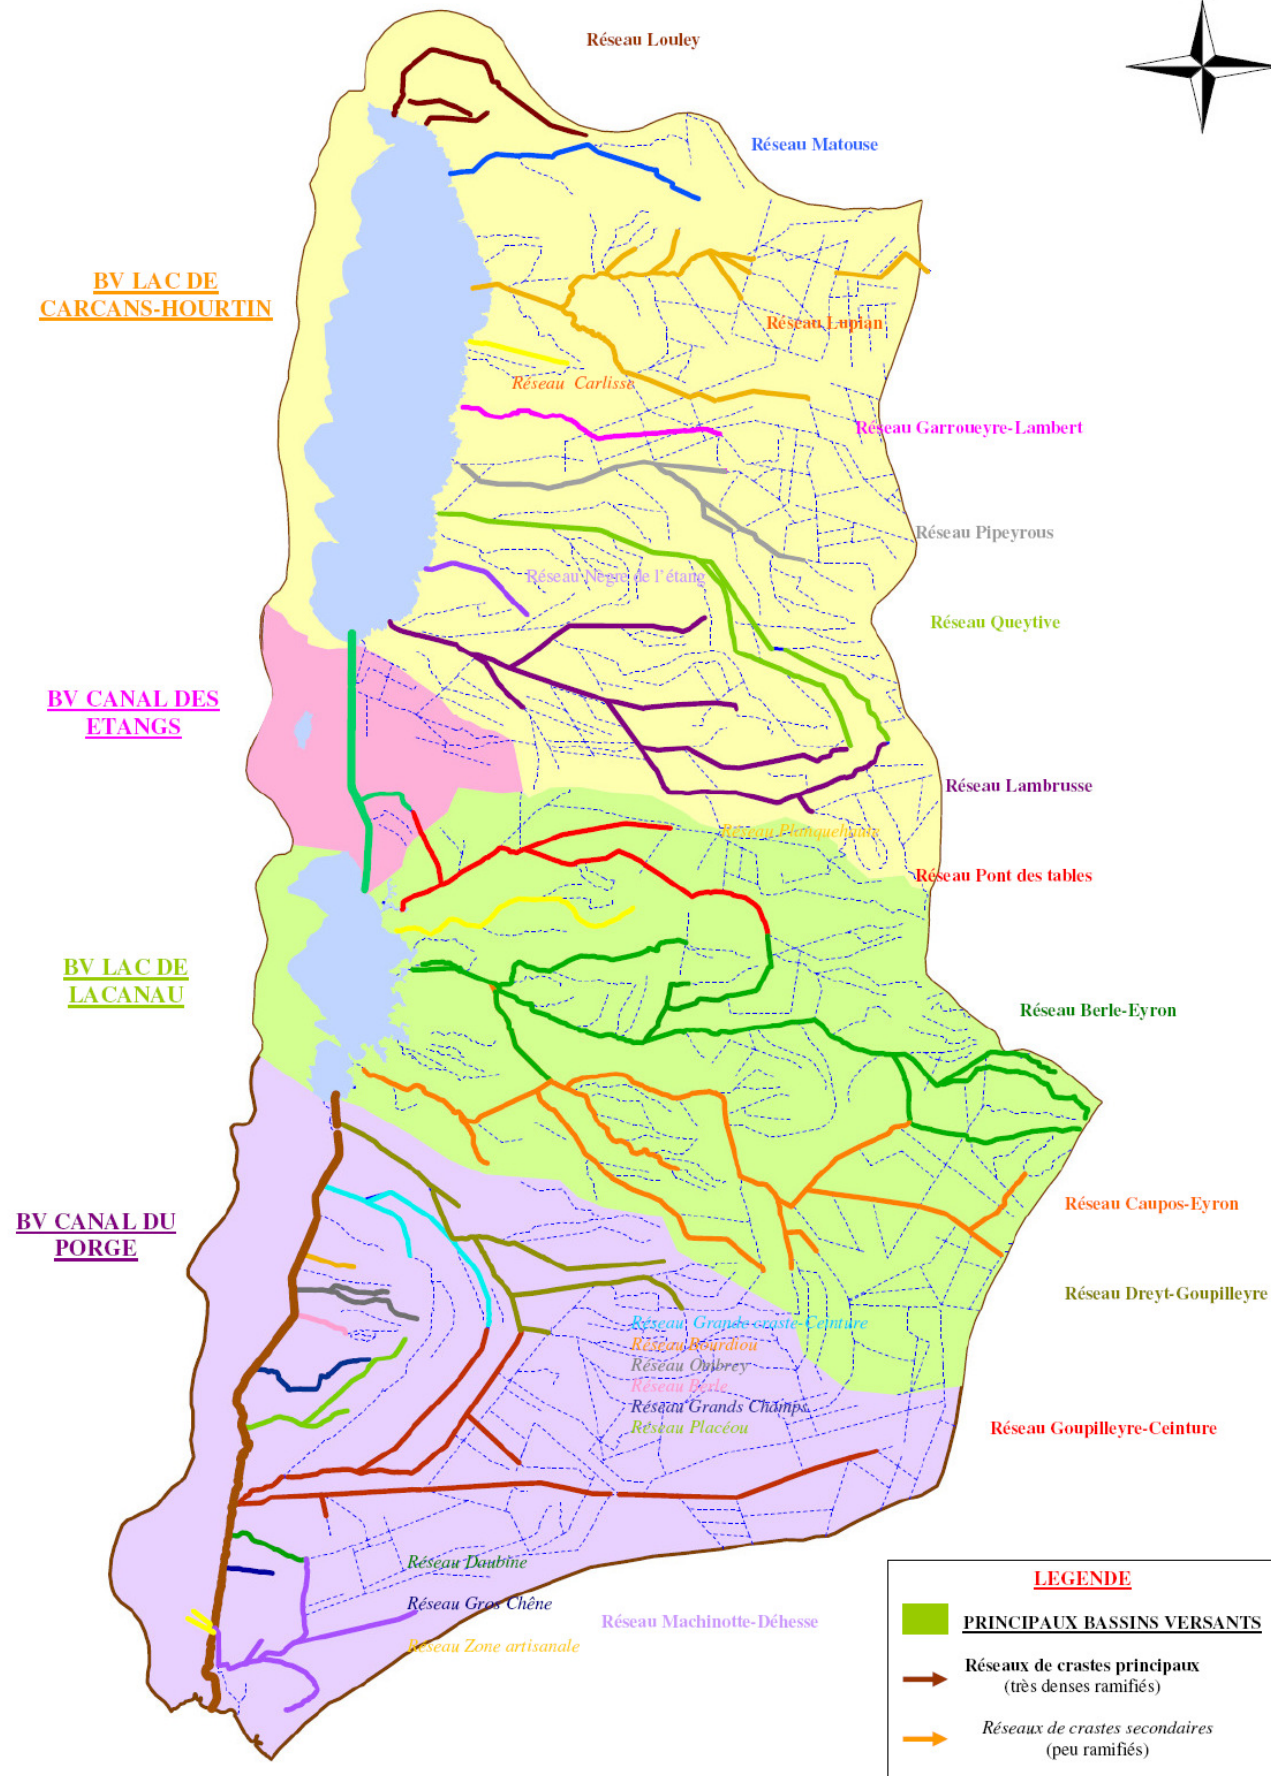 Réseau Louley
Réseau Matouse
BV LAC DE
CARCANS-HOURTIN
Réseau Lupian
Réseau Carlisse
Réseau Garroueyre-Lambert
Réseau Pipeyrous
Réseau Nègre de l'étang
Réseau Queytive
BV CANAL DES
ETANGS
Réseau Lambrusse
Réseau Planquehaute
Réseau Pont des tables
BV LAC DE
LACANAU
Réseau Berle-Eyron
BV CANAL DU
PORGE
Réseau Caupos-Eyron
Réseau Dreyt-Goupilleyre
Réseau Grande craste-Ceinture
Réseau Bourdiou
Réseau Ombrey
Réseau Berle
Réseau Grands Champs
Réseau Placéou
Réseau Goupilleyre-Ceinture
Réseau Daubine
Réseau Gros Chêne
Réseau Machinotte-Déhesse
Réseau Zone artisanale
LEGENDE
PRINCIPAUX BASSINS VERSANTS
Réseaux de crastes principaux
(très denses ramifiés)
Réseaux de crastes secondaires
(peu ramifiés)